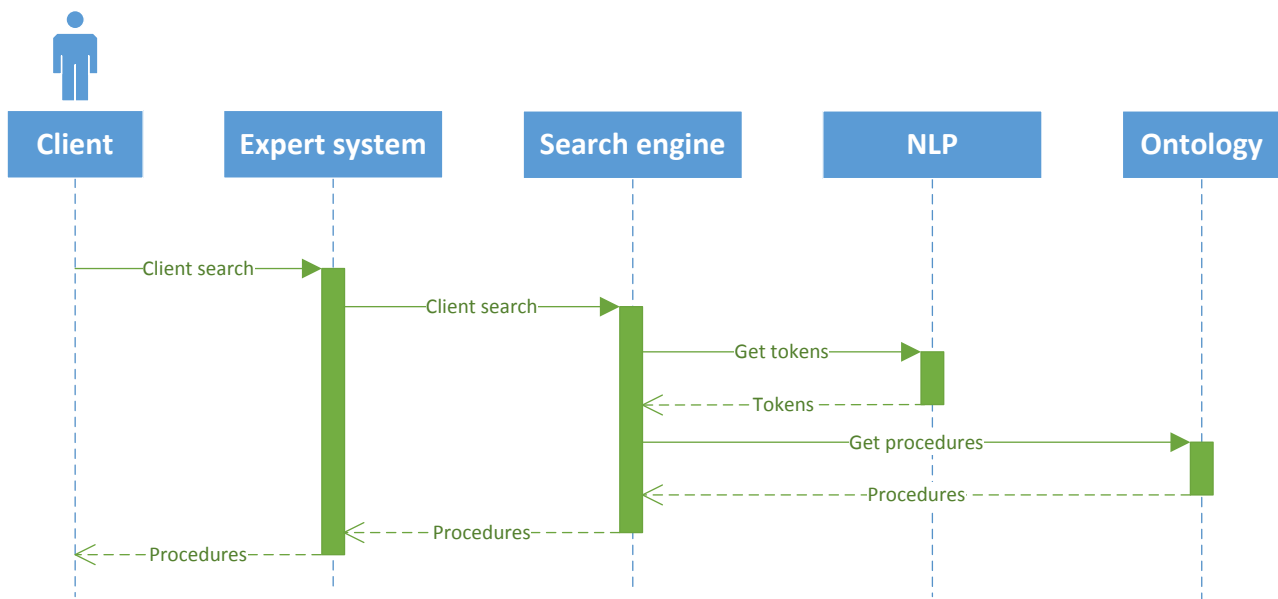 Client
Expert system
Search engine
NLP
Ontology
Client search
Client search
Get tokens
Tokens
Get procedures
Procedures
Procedures
Procedures